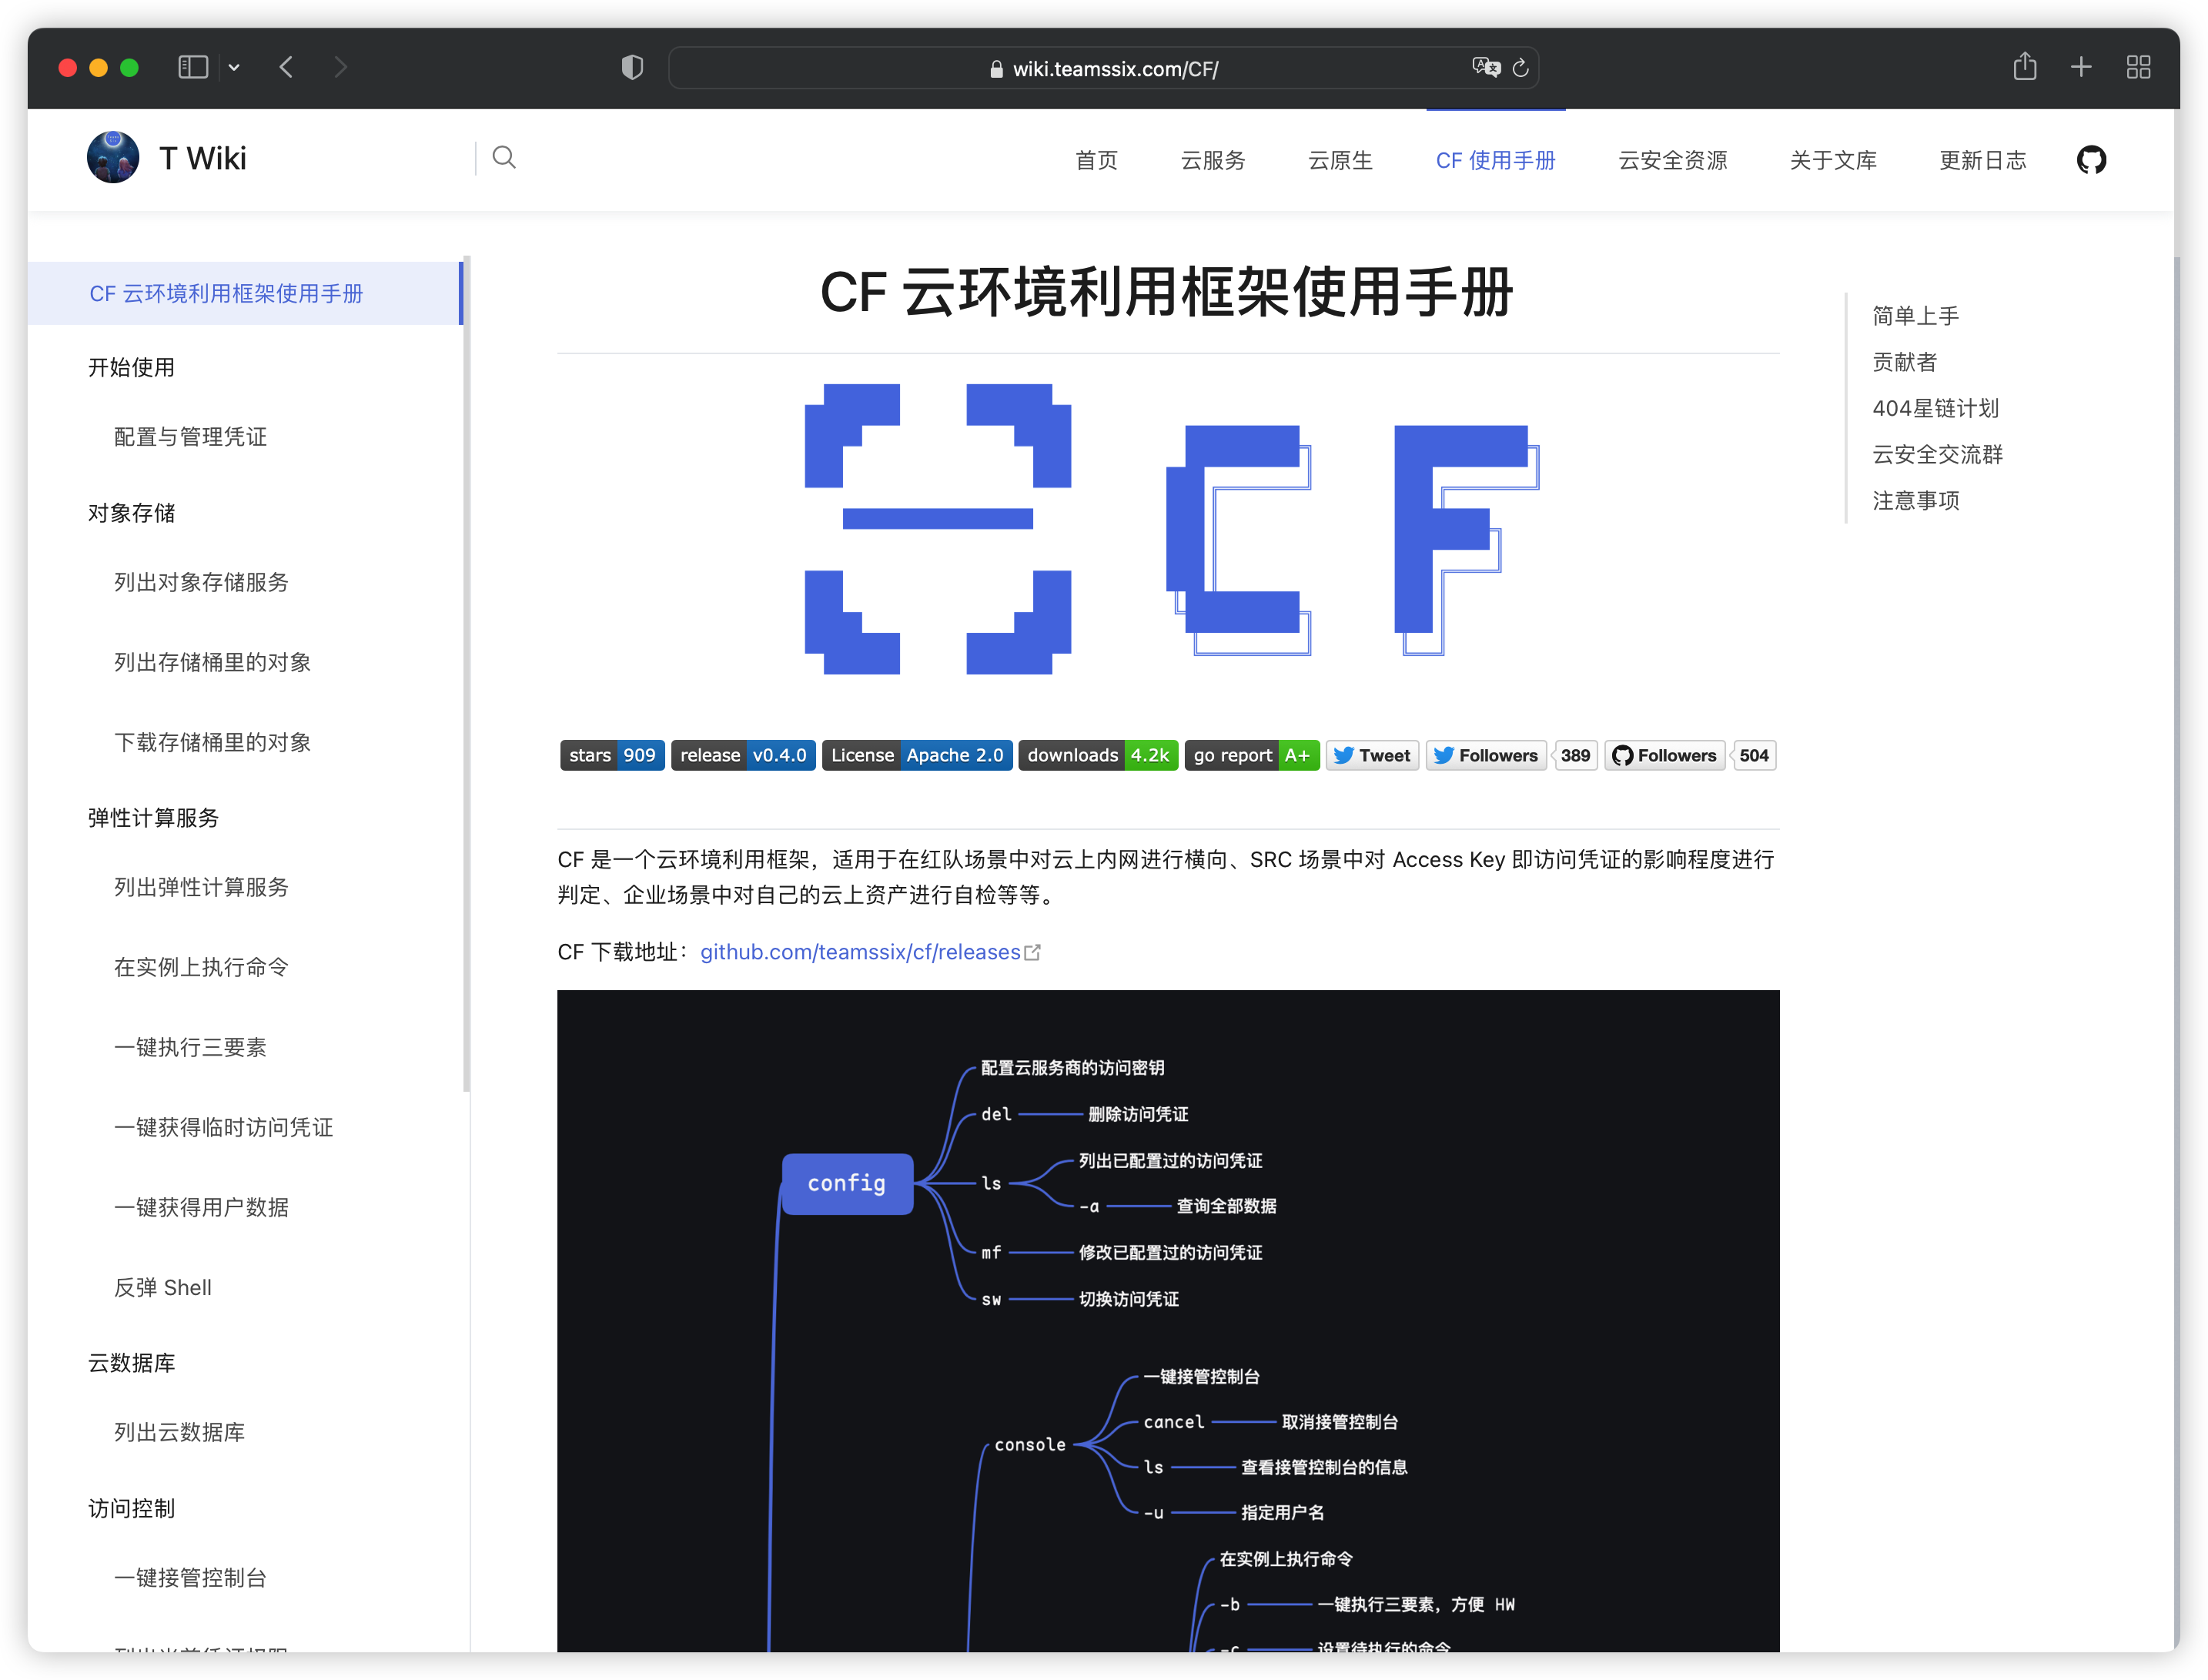 wiki.teamssix.com/CF/
T Wiki
首页 云服务 云原生 CF 使用手册 云安全资源 关于文库 更新日志
CF 云环境利用框架使用手册
开始使用
配置与管理凭证
对象存储
列出对象存储服务
列出存储桶里的对象
下载存储桶里的对象
弹性计算服务
列出弹性计算服务
在实例上执行命令
一键执行三要素
一键获得临时访问凭证
一键获得用户数据
反弹 Shell
云数据库
列出云数据库
访问控制
一键接管控制台
列出当前凭证权限
CF 云环境利用框架使用手册
CF
stars 909 release v0.4.0 License Apache 2.0 downloads 4.2k go report A+ Tweet Followers 389 Followers 504
CF 是一个云环境利用框架，适用于在红队场景中对云上内网进行横向、SRC 场景中对 Access Key 即访问凭证的影响程度进行
判定、企业场景中对自己的云上资产进行自检等等。
CF 下载地址：github.com/teamssix/cf/releases
config
配置云服务商的访问密钥
del 删除访问凭证
ls 列出已配置过的访问凭证
-a 查询全部数据
mf 修改已配置过的访问凭证
sw 切换访问凭证
console
一键接管控制台
cancel 取消接管控制台
ls 查看接管控制台的信息
-u 指定用户名
在实例上执行命令
-b 一键执行三要素，方便 HW
-c 设置待执行的命令
简单上手
贡献者
404星链计划
云安全交流群
注意事项